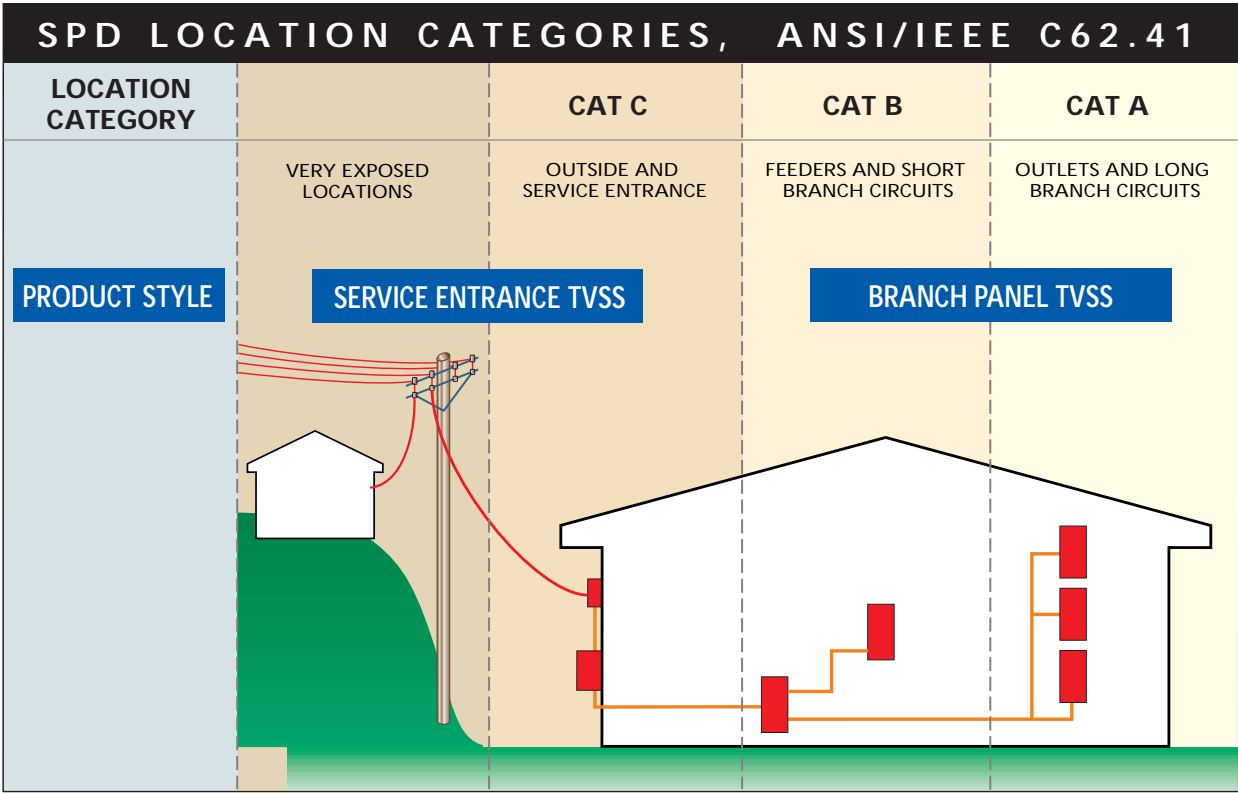 SPD LOCATION CATEGORIES, ANSI/IEEE C62.41
LOCATION
CATEGORY
CAT C
CAT B
CAT A
VERY EXPOSED
LOCATIONS
OUTSIDE AND
SERVICE ENTRANCE
FEEDERS AND SHORT
BRANCH CIRCUITS
OUTLETS AND LONG
BRANCH CIRCUITS
PRODUCT STYLE
SERVICE ENTRANCE TVSS
BRANCH PANEL TVSS